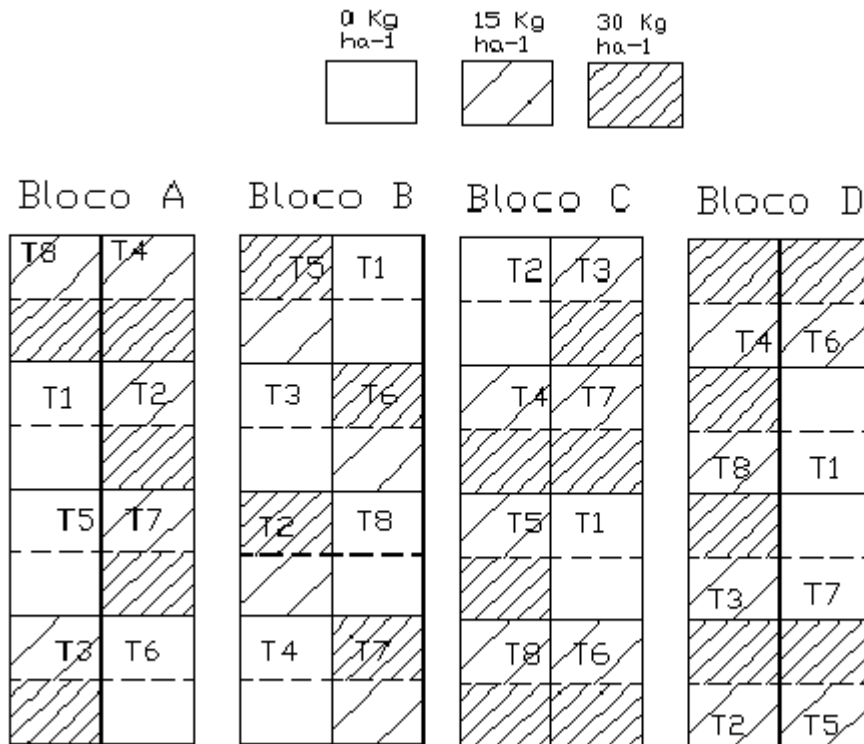 0 Kg ha-1
15 Kg ha-1
30 Kg ha-1
Bloco A
Bloco B
Bloco C
Bloco D
T8 T4
T1 T2
T5 T7
T3 T6
T5 T1
T3 T6
T2 T8
T4 T7
T2 T3
T4 T7
T5 T1
T8 T6
T4 T6
T8 T1
T3 T7
T2 T5